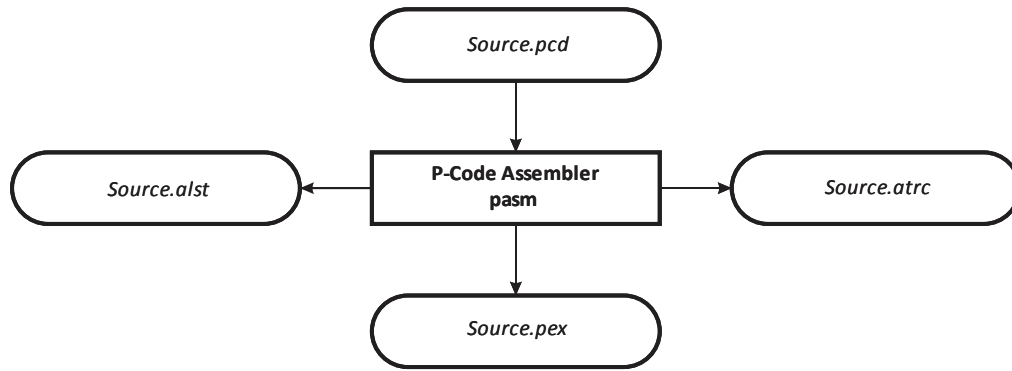 Source.pcd
P-Code Assembler
pasm
Source.alst
Source.atrc
Source.pex